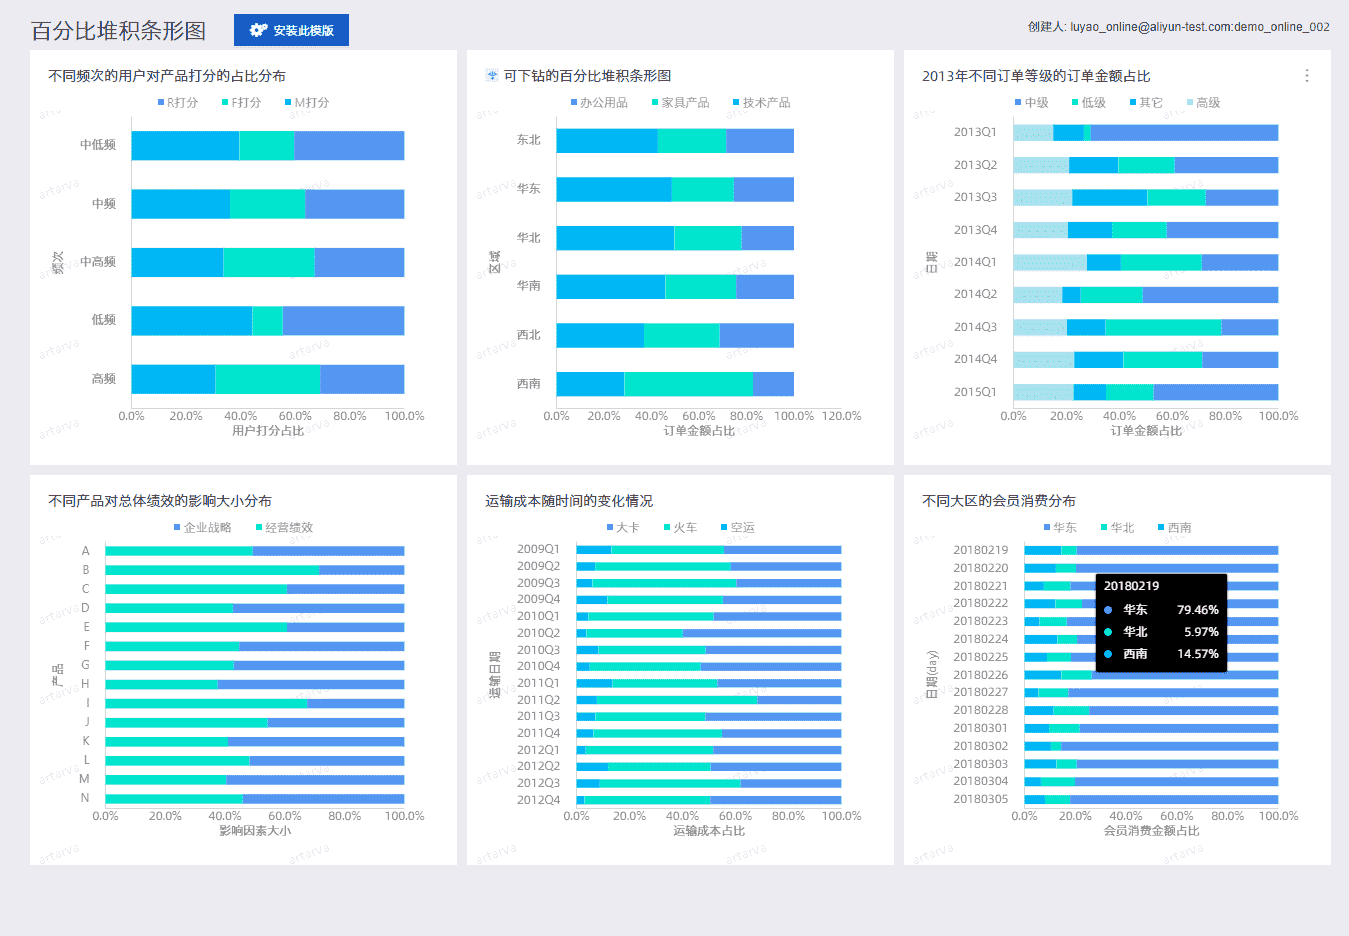 百分比堆积条形图
安装此模版
创建人: luyao_online@aliyun-test.com:demo_online_002
不同频次的用户对产品打分的占比分布
R打分 F打分 M打分
频次
中低频
中频
中高频
低频
高频
0.0% 20.0% 40.0% 60.0% 80.0% 100.0%
用户打分占比
可下钻的百分比堆积条形图
办公用品 家具产品 技术产品
区域
东北
华东
华北
华南
西北
西南
0.0% 20.0% 40.0% 60.0% 80.0% 100.0% 120.0%
订单金额占比
2013年不同订单等级的订单金额占比
中级 低级 其它 高级
日期
2013Q1
2013Q2
2013Q3
2013Q4
2014Q1
2014Q2
2014Q3
2014Q4
2015Q1
0.0% 20.0% 40.0% 60.0% 80.0% 100.0%
订单金额占比
不同产品对总体绩效的影响大小分布
企业战略 经营绩效
产品
A
B
C
D
E
F
G
H
I
J
K
L
M
N
0.0% 20.0% 40.0% 60.0% 80.0% 100.0%
影响因素大小
运输成本随时间的变化情况
大卡 火车 空运
运输日期
2009Q1
2009Q2
2009Q3
2009Q4
2010Q1
2010Q2
2010Q3
2010Q4
2011Q1
2011Q2
2011Q3
2011Q4
2012Q1
2012Q2
2012Q3
2012Q4
0.0% 20.0% 40.0% 60.0% 80.0% 100.0%
运输成本占比
不同大区的会员消费分布
华东 华北 西南
日期(day)
20180219
20180220
20180221
20180222
20180223
20180224
20180225
20180226
20180227
20180228
20180301
20180302
20180303
20180304
20180305
20180219
华东 79.46%
华北 5.97%
西南 14.57%
0.0% 20.0% 40.0% 60.0% 80.0% 100.0%
会员消费金额占比